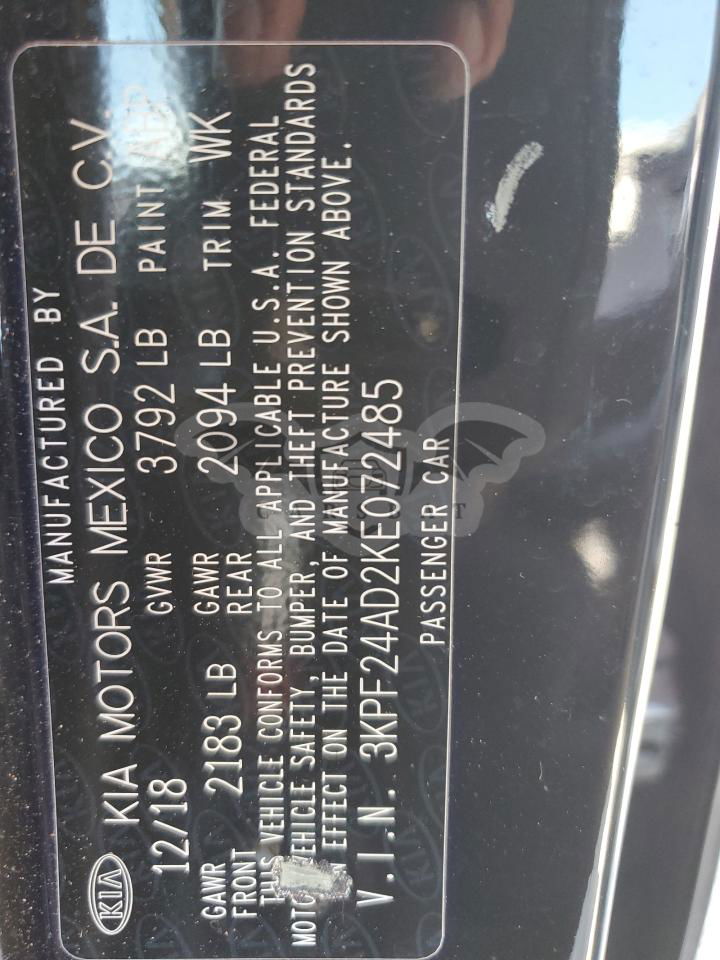 MANUFACTURED BY
KIA KIA MOTORS MEXICO S.A. DE C.V.
12/18 GVWR 3792 LB PAINT
GAWR FRONT 2183 LB GAWR REAR 2094 LB TRIM WK
THIS VEHICLE CONFORMS TO ALL APPLICABLE U.S.A. FEDERAL
VEHICLE SAFETY, BUMPER, AND THEFT PREVENTION STANDARDS
EFFECT ON THE DATE OF MANUFACTURE SHOWN ABOVE.
V.I.N. 3KPF24AD2KE072485
PASSENGER CAR